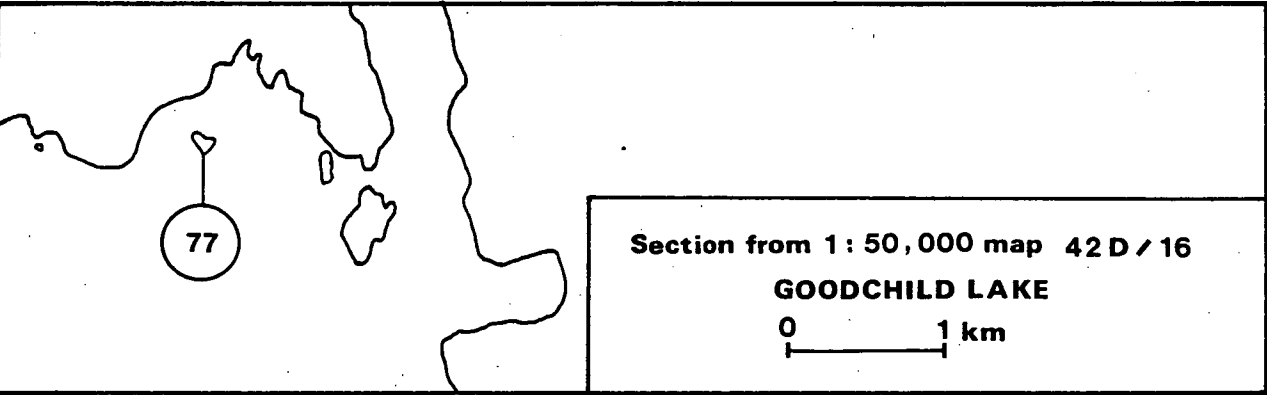 77
Section from 1 : 50,000 map 42 D / 16
GOODCHILD LAKE
0 1 km